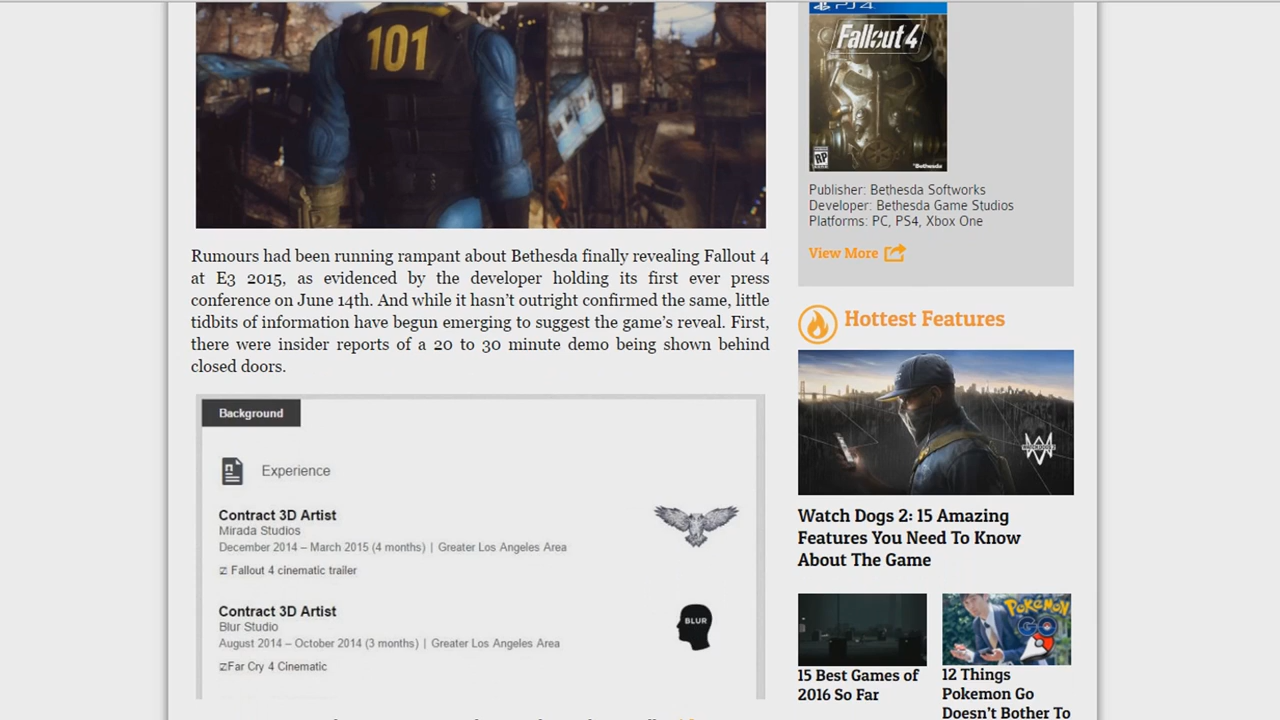 101
Rumours had been running rampant about Bethesda finally revealing Fallout 4
at E3 2015, as evidenced by the developer holding its first ever press
conference on June 14th. And while it hasn't outright confirmed the same, little
tidbits of information have begun emerging to suggest the game's reveal. First,
there were insider reports of a 20 to 30 minute demo being shown behind
closed doors.
Background
Experience
Contract 3D Artist
Mirada Studios
December 2014 – March 2015 (4 months) | Greater Los Angeles Area
Fallout 4 cinematic trailer
Contract 3D Artist
Blur Studio
August 2014 – October 2014 (3 months) | Greater Los Angeles Area
Far Cry 4 Cinematic
BLUR
PS4
Fallout 4
RP
Bethesda
Publisher: Bethesda Softworks
Developer: Bethesda Game Studios
Platforms: PC, PS4, Xbox One
View More
Hottest Features
Watch Dogs 2: 15 Amazing
Features You Need To Know
About The Game
15 Best Games of
2016 So Far
POKEMON
GO
12 Things
Pokemon Go
Doesn't Bother To